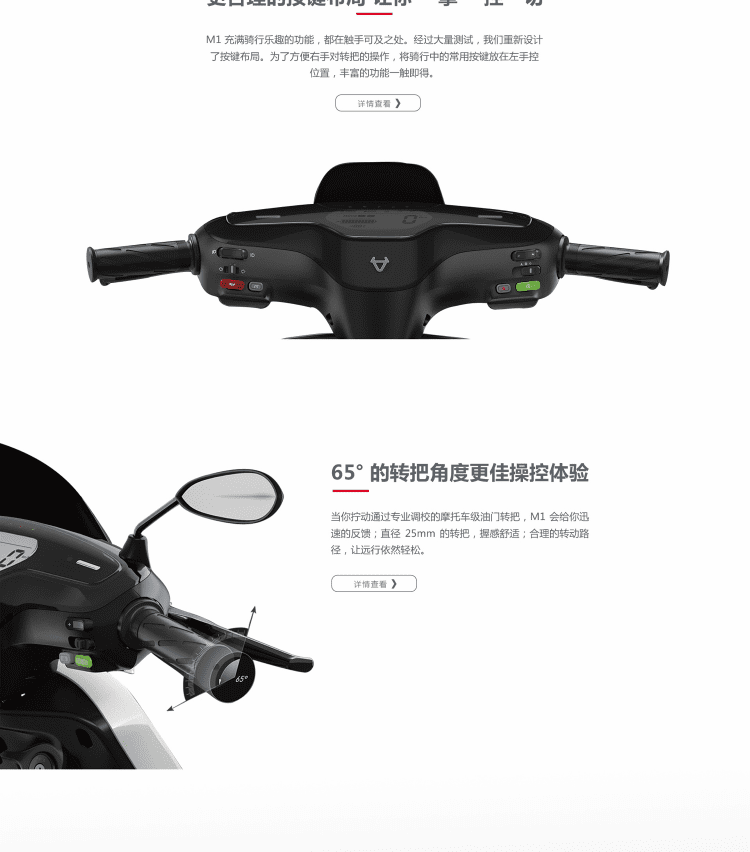 M1 充满骑行乐趣的功能，都在触手可及之处。经过大量测试，我们重新设计
了按键布局。为了方便右手对转把的操作，将骑行中的常用按键放在左手控
位置，丰富的功能一触即得。
详情查看 ❯
65° 的转把角度更佳操控体验
当你拧动通过专业调校的摩托车级油门转把，M1 会给你迅
速的反馈；直径 25mm 的转把，握感舒适；合理的转动路
径，让远行依然轻松。
详情查看 ❯
65°